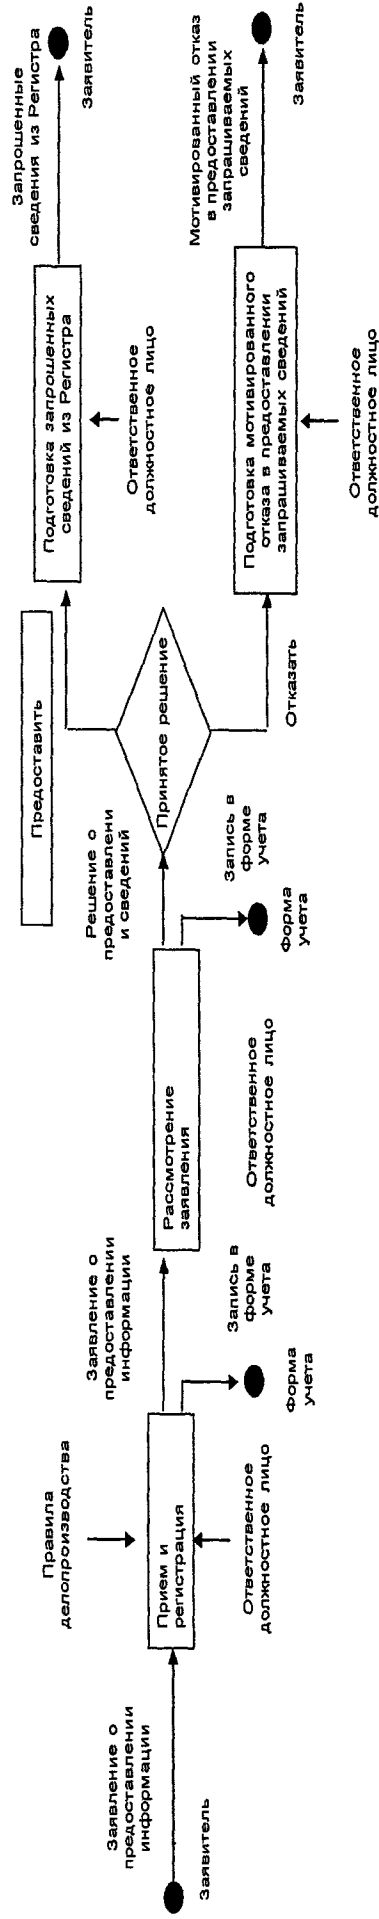 Заявление о
предоставлении
информации
Заявитель
Правила
делопроизводства
Прием и
регистрация
Ответственное
должностное лицо
Заявление о
предоставлении
информации
Запись в
форме
учета
Форма
учета
Рассмотрение
заявления
Ответственное
должностное лицо
Решение о
предоставлени
и сведений
Запись в
форме
учета
Форма
учета
Принятое решение
Предоставить
Отказать
Подготовка запрошенных
сведений из Регистра
Ответственное
должностное лицо
Запрошенные
сведения из Регистра
Заявитель
Подготовка мотивированного
отказа в предоставлении
запрашиваемых сведений
Ответственное
должностное лицо
Мотивированный отказ
в предоставлении
запрашиваемых
сведений
Заявитель